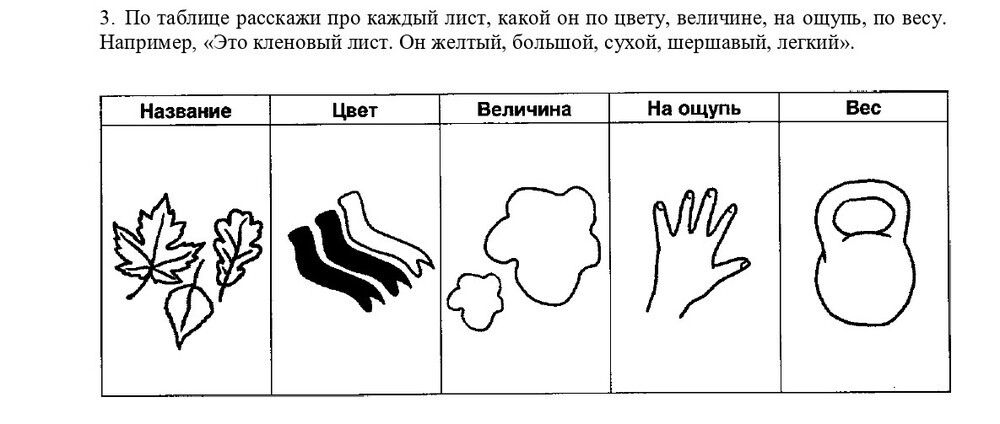 3. По таблице расскажи про каждый лист, какой он по цвету, величине, на ощупь, по весу.
Например, «Это кленовый лист. Он желтый, большой, сухой, шершавый, легкий».
Название Цвет Величина На ощупь Вес